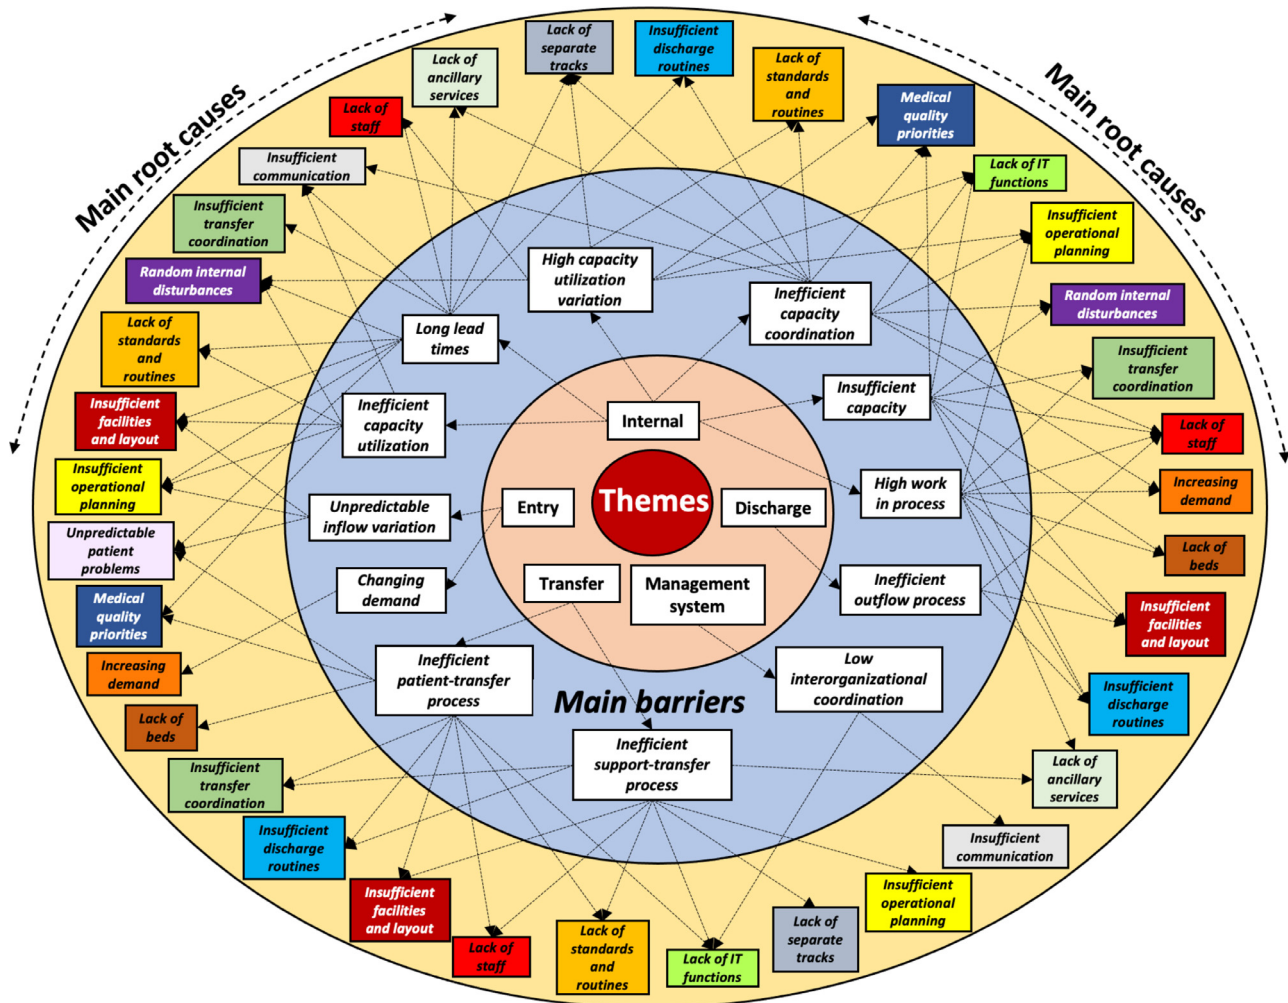 Main root causes
Main root causes
Lack of
separate
tracks
Insufficient
discharge
routines
Lack of
ancillary
services
Lack of
standards
and
routines
Medical
quality
priorities
Lack of
staff
Lack of IT
functions
Insufficient
communication
Insufficient
operational
planning
Insufficient
transfer
coordination
Random internal
disturbances
Random internal
disturbances
Lack of
standards
and
routines
Insufficient
transfer
coordination
Insufficient
facilities
and layout
Lack of
staff
Insufficient
operational
planning
Increasing
demand
Unpredictable
patient
problems
Lack of
beds
Medical
quality
priorities
Insufficient
facilities
and layout
Increasing
demand
Insufficient
discharge
routines
Lack of
beds
Lack of
ancillary
services
Insufficient
transfer
coordination
Insufficient
communication
Insufficient
discharge
routines
Insufficient
operational
planning
Insufficient
facilities
and layout
Lack of
staff
Lack of
standards
and
routines
Lack of IT
functions
Lack of
separate
tracks
High capacity
utilization
variation
Inefficient
capacity
coordination
Long lead
times
Insufficient
capacity
Inefficient
capacity
utilization
High work
in process
Unpredictable
inflow variation
Changing
demand
Inefficient
outflow process
Inefficient
patient-transfer
process
Low
interorganizational
coordination
Main barriers
Inefficient
support-transfer
process
Internal
Themes
Entry
Discharge
Transfer
Management
system